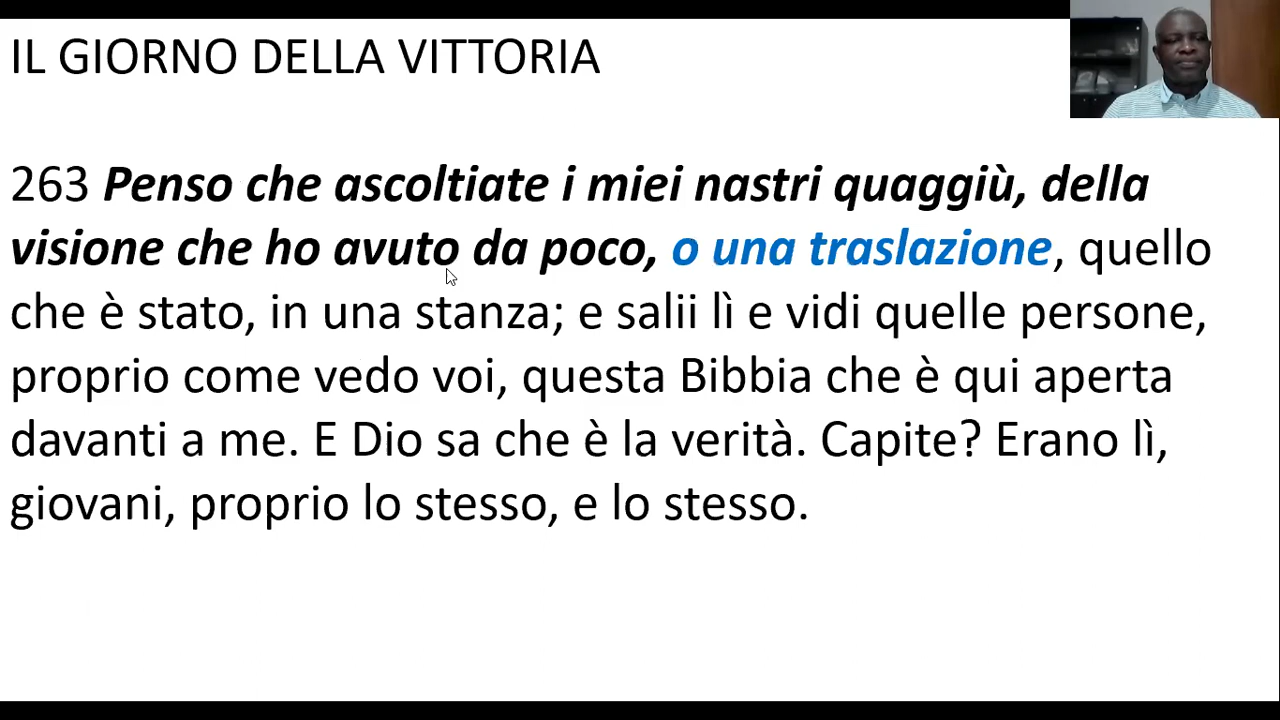 IL GIORNO DELLA VITTORIA
263 Penso che ascoltiate i miei nastri quaggiù, della
visione che ho avuto da poco, o una traslazione, quello
che è stato, in una stanza; e salii lì e vidi quelle persone,
proprio come vedo voi, questa Bibbia che è qui aperta
davanti a me. E Dio sa che è la verità. Capite? Erano lì,
giovani, proprio lo stesso, e lo stesso.